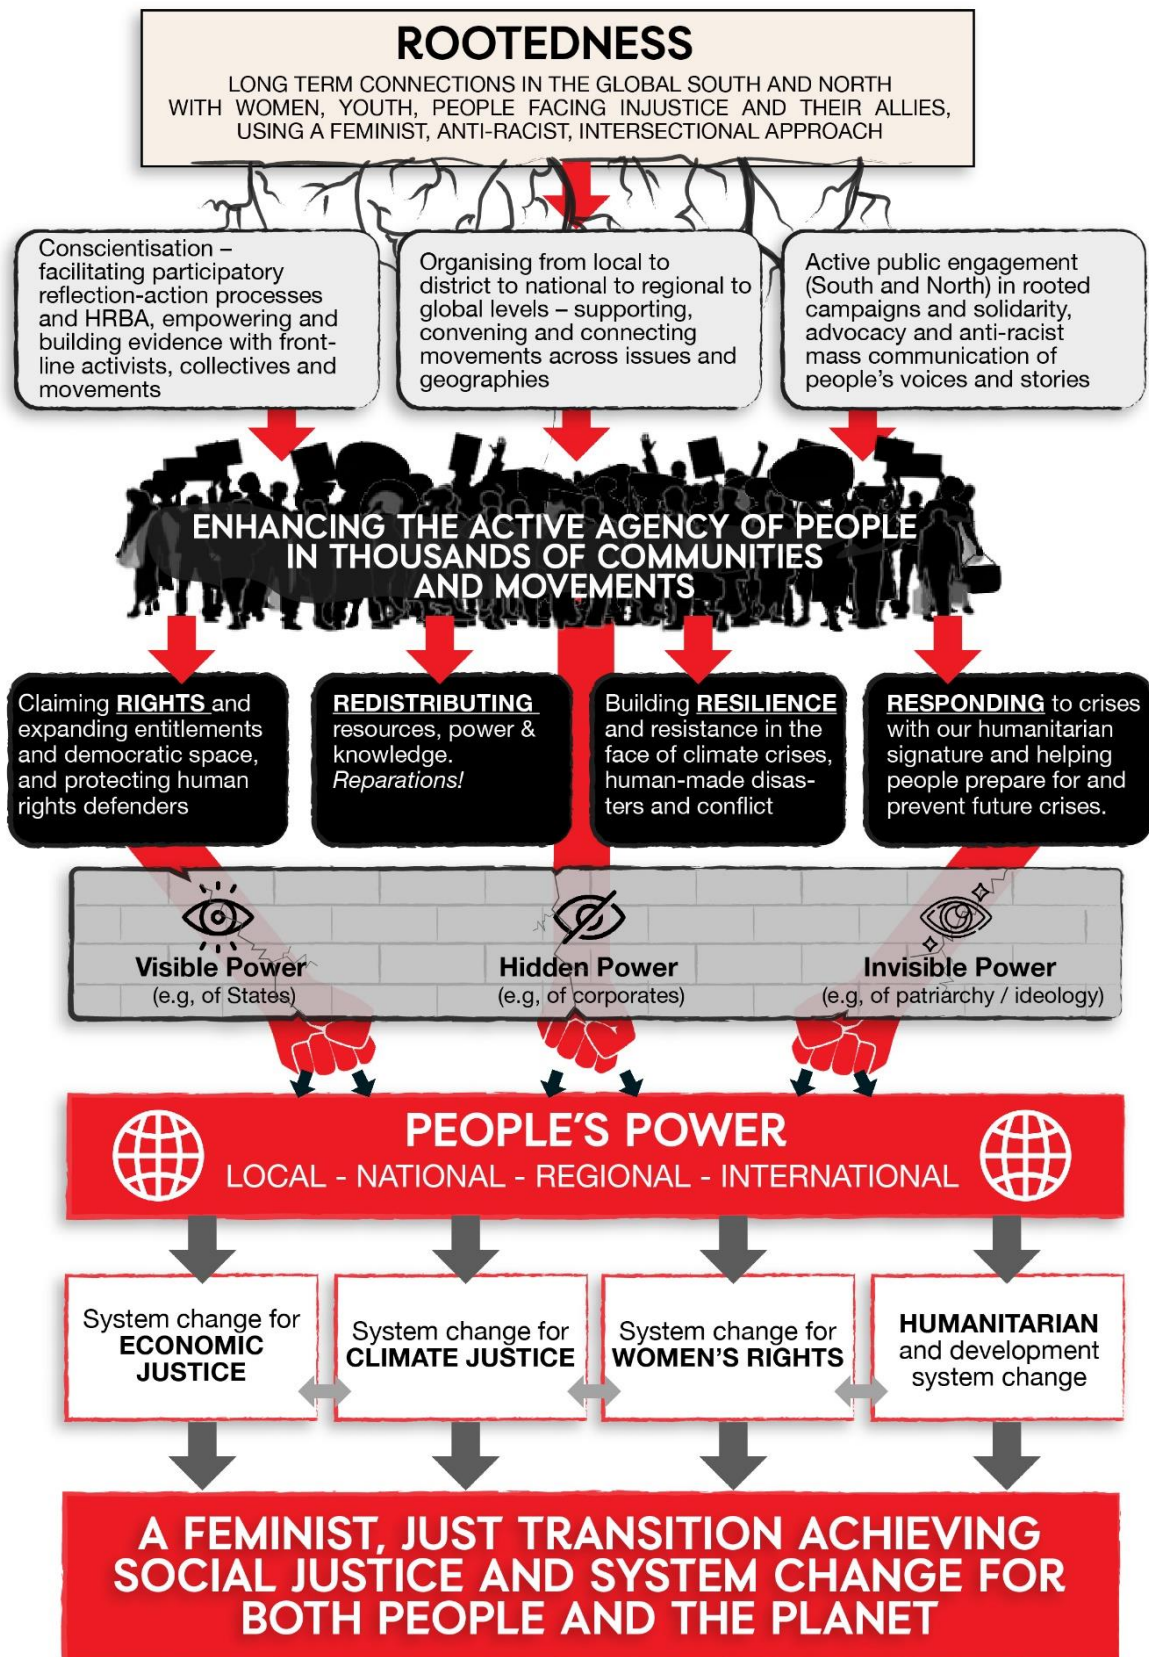 ROOTEDNESS
LONG TERM CONNECTIONS IN THE GLOBAL SOUTH AND NORTH
WITH WOMEN, YOUTH, PEOPLE FACING INJUSTICE AND THEIR ALLIES,
USING A FEMINIST, ANTI-RACIST, INTERSECTIONAL APPROACH
Conscientisation –
facilitating participatory
reflection-action processes
and HRBA, empowering and
building evidence with front-
line activists, collectives and
movements
Organising from local to
district to national to regional to
global levels – supporting,
convening and connecting
movements across issues and
geographies
Active public engagement
(South and North) in rooted
campaigns and solidarity,
advocacy and anti-racist
mass communication of
people’s voices and stories
ENHANCING THE ACTIVE AGENCY OF PEOPLE
IN THOUSANDS OF COMMUNITIES
AND MOVEMENTS
Claiming RIGHTS and
expanding entitlements
and democratic space,
and protecting human
rights defenders
REDISTRIBUTING
resources, power &
knowledge.
Reparations!
Building RESILIENCE
and resistance in the
face of climate crises,
human-made disas-
ters and conflict
RESPONDING to crises
with our humanitarian
signature and helping
people prepare for and
prevent future crises.
Visible Power
(e.g, of States)
Hidden Power
(e.g, of corporates)
Invisible Power
(e.g, of patriarchy / ideology)
PEOPLE’S POWER
LOCAL - NATIONAL - REGIONAL - INTERNATIONAL
System change for
ECONOMIC
JUSTICE
System change for
CLIMATE JUSTICE
System change for
WOMEN’S RIGHTS
HUMANITARIAN
and development
system change
A FEMINIST, JUST TRANSITION ACHIEVING
SOCIAL JUSTICE AND SYSTEM CHANGE FOR
BOTH PEOPLE AND THE PLANET